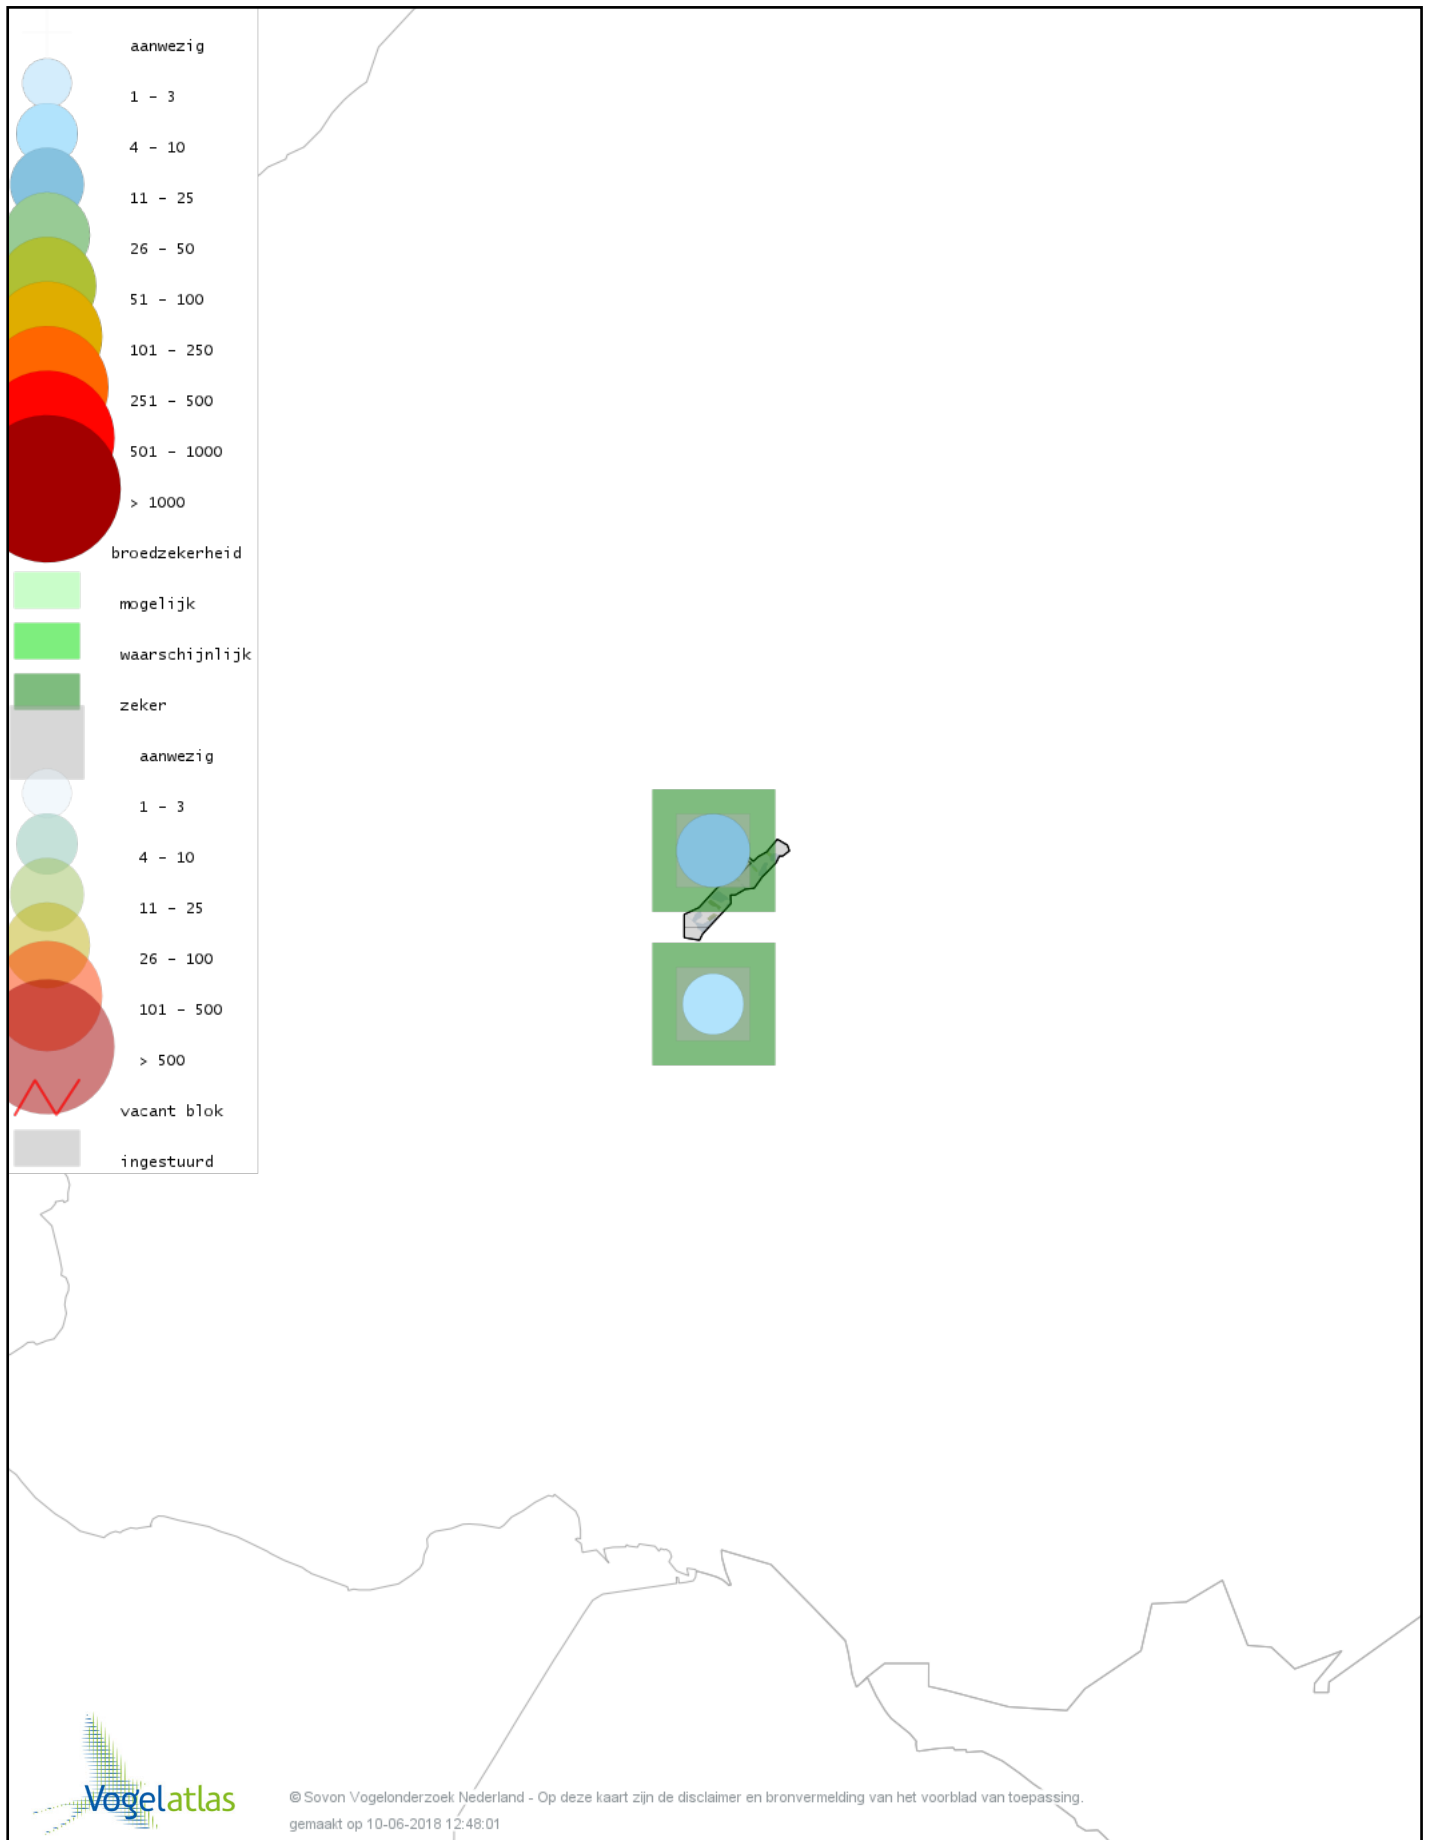 aanwezig
1 - 3
4 - 10
11 - 25
26 - 50
51 - 100
101 - 250
251 - 500
501 - 1000
> 1000
broedzekerheid
mogelijk
waarschijnlijk
zeker
aanwezig
1 - 3
4 - 10
11 - 25
26 - 100
101 - 500
> 500
vacant blok
ingestuurd
Vogelatlas
© Sovon Vogelonderzoek Nederland - Op deze kaart zijn de disclaimer en bronvermelding van het voorblad van toepassing.
gemaakt op 10-06-2018 12:48:01